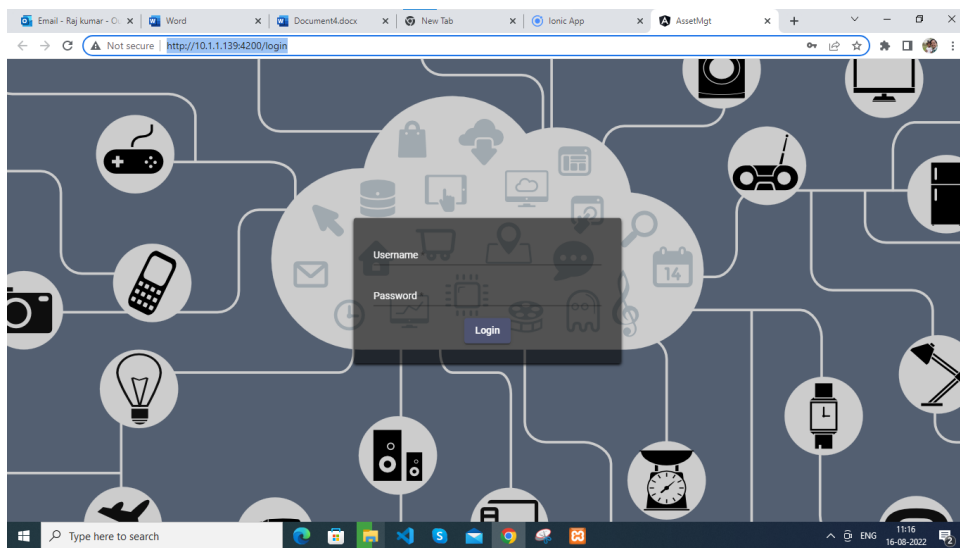 Email - Raj kumar - Ou
Word
Document4.docx
New Tab
Ionic App
AssetMgt
Not secure
http://10.1.1.139:4200/login
14
Username
Password
Login
Type here to search
ENG
11:16
16-08-2022
2